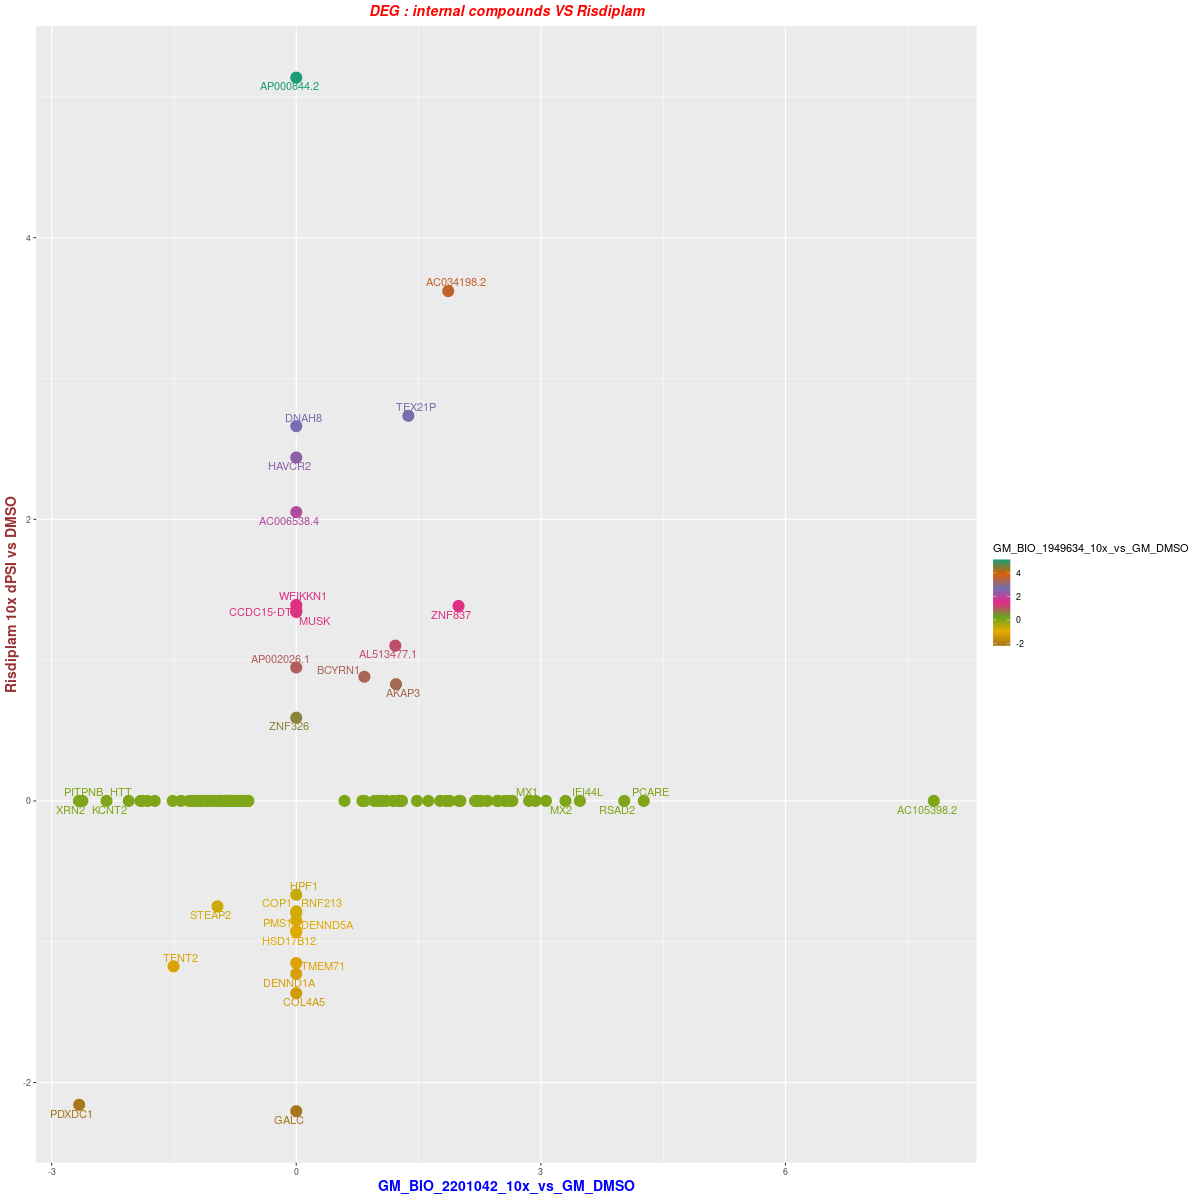 DEG : internal compounds VS Risdiplam
AP000844.2
4
AC034198.2
TEX21P
DNAH8
HAVCR2
2
AC006538.4
WFIKKN1
CCDC15-DT
MUSK
ZNF837
AL513477.1
AP002026.1
BCYRN1
AKAP3
ZNF326
PITPNB HTT
MX1
IFI44L
PCARE
0
XRN2 KCNT2
MX2
RSAD2
AC105398.2
HPF1
COP1 RNF213
STEAP2
PMS1 DENND5A
HSD17B12
TENT2
TMEM71
DENND1A
COL4A5
-2
PDXDC1
GALC
-3
0
3
6
GM_BIO_2201042_10x_vs_GM_DMSO
Risdiplam 10x dPSI vs DMSO
GM_BIO_1949634_10x_vs_GM_DMSO
4
2
0
-2